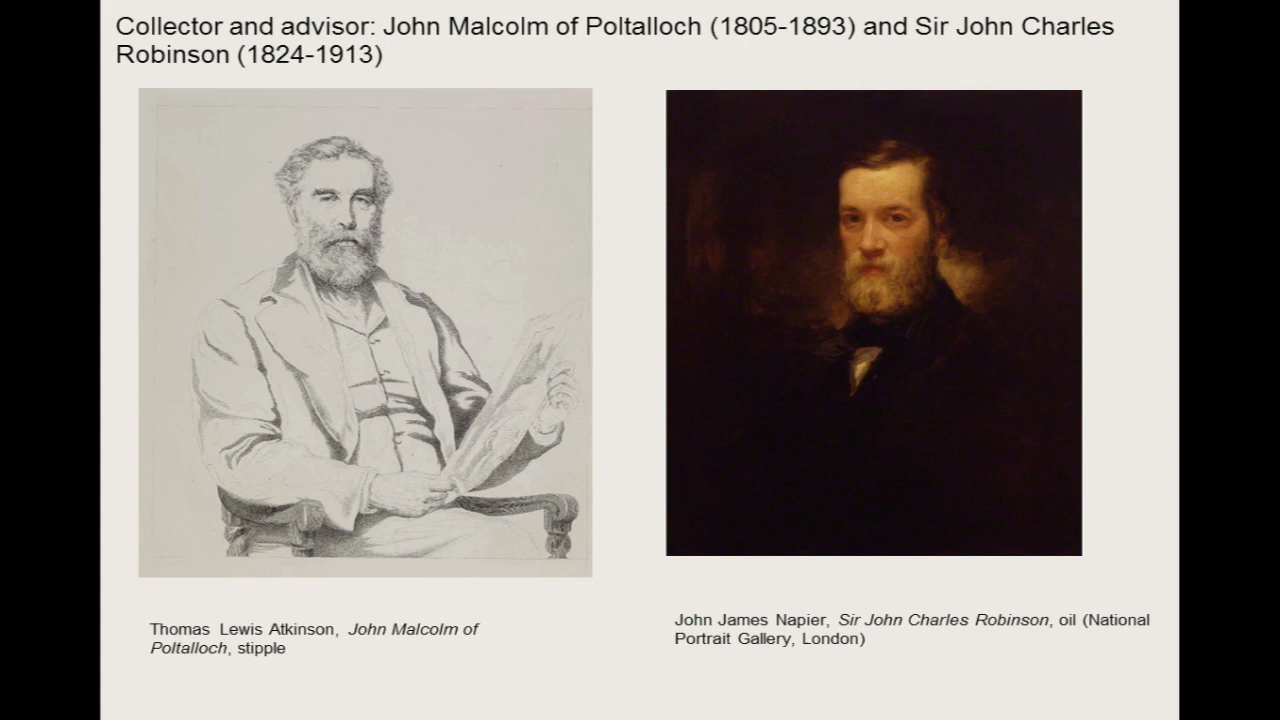 Collector and advisor: John Malcolm of Poltalloch (1805-1893) and Sir John Charles
Robinson (1824-1913)
Thomas Lewis Atkinson, John Malcolm of
Poltalloch, stipple
John James Napier, Sir John Charles Robinson, oil (National
Portrait Gallery, London)